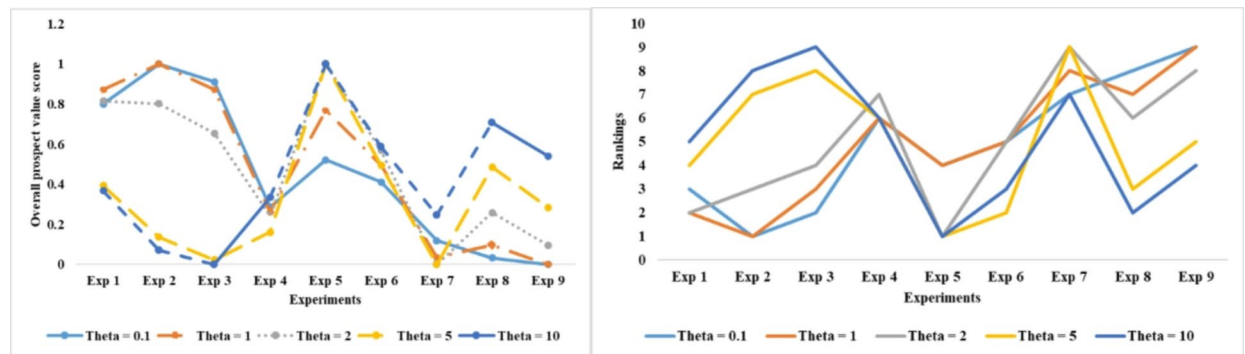 1.2
1
0.8
0.6
0.4
0.2
0
Overall prospect value score
Exp 1 Exp 2 Exp 3 Exp 4 Exp 5 Exp 6 Exp 7 Exp 8 Exp 9
Experiments
Theta = 0.1 Theta = 1 Theta = 2 Theta = 5 Theta = 10
10
9
8
7
6
5
4
3
2
1
0
Rankings
Exp 1 Exp 2 Exp 3 Exp 4 Exp 5 Exp 6 Exp 7 Exp 8 Exp 9
Experiments
Theta = 0.1 Theta = 1 Theta = 2 Theta = 5 Theta = 10